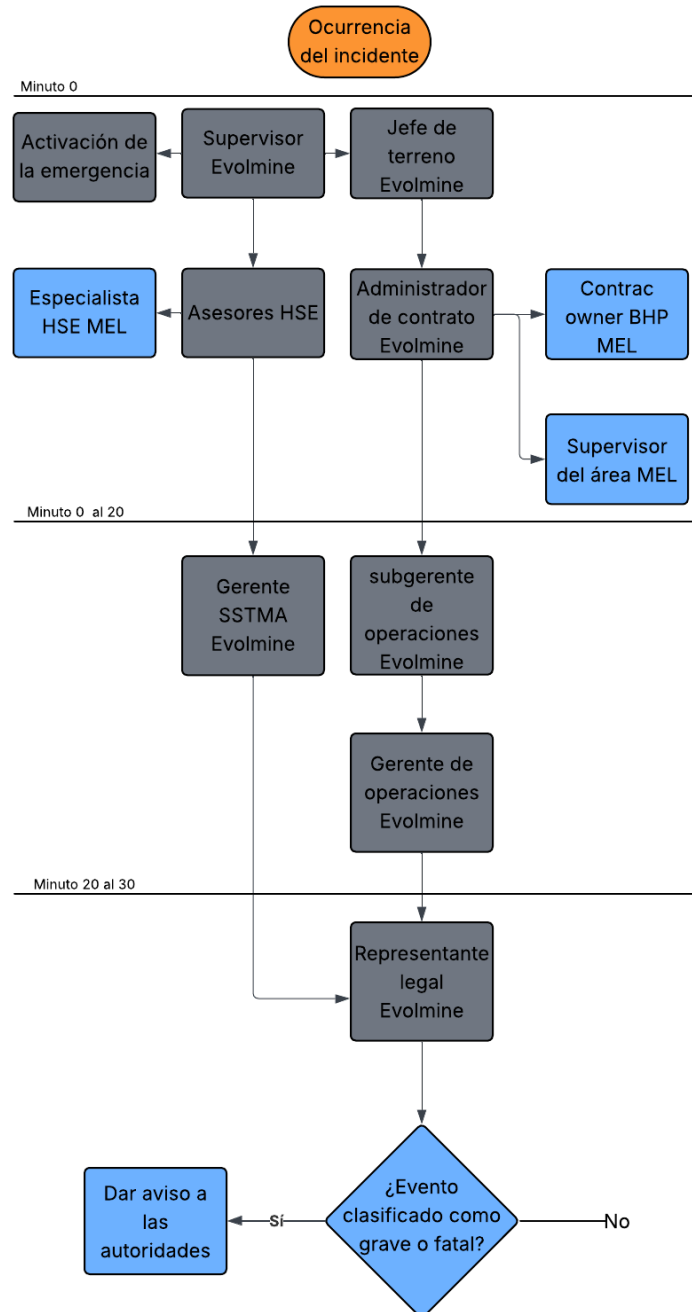 Ocurrencia
del incidente
Minuto 0
Activación de
la emergencia
Supervisor
Evolmine
Jefe de
terreno
Evolmine
Especialista
HSE MEL
Asesores HSE
Administrador
de contrato
Evolmine
Contrac
owner BHP
MEL
Supervisor
del área MEL
Minuto 0 al 20
Gerente
SSTMA
Evolmine
subgerente
de
operaciones
Evolmine
Gerente de
operaciones
Evolmine
Minuto 20 al 30
Representante
legal
Evolmine
Dar aviso a
las
autoridades
Sí
¿Evento
clasificado como
grave o fatal?
No